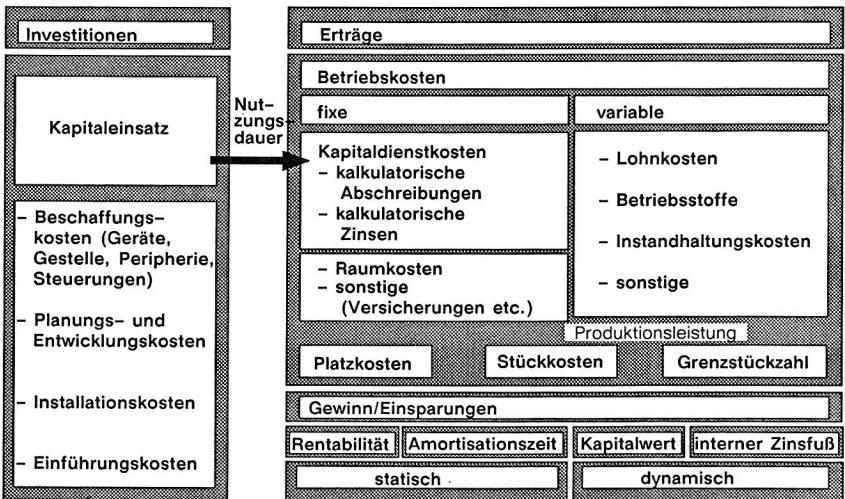 Investitionen
Kapitaleinsatz
– Beschaffungs–
kosten (Geräte,
Gestelle, Peripherie,
Steuerungen)
– Planungs– und
Entwicklungskosten
– Installationskosten
– Einführungskosten
Nut–
zungs–
dauer
Erträge
Betriebskosten
fixe
variable
Kapitaldienstkosten
– kalkulatorische
Abschreibungen
– kalkulatorische
Zinsen
– Raumkosten
– sonstige
(Versicherungen etc.)
– Lohnkosten
– Betriebsstoffe
– Instandhaltungskosten
– sonstige
Produktionsleistung
Platzkosten
Stückkosten
Grenzstückzahl
Gewinn/Einsparungen
Rentabilität
Amortisationszeit
Kapitalwert
interner Zinsfuß
statisch
dynamisch